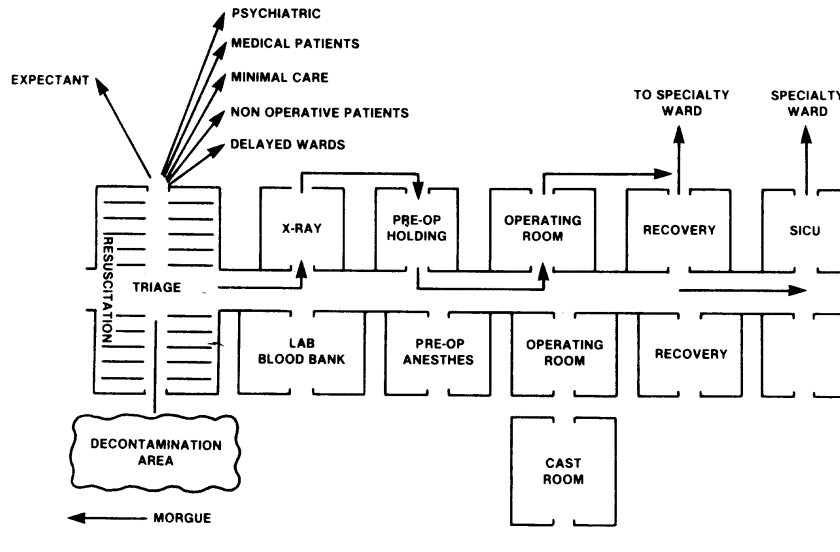 PSYCHIATRIC
MEDICAL PATIENTS
EXPECTANT
MINIMAL CARE
NON OPERATIVE PATIENTS
DELAYED WARDS
TO SPECIALTY
WARD
SPECIALTY
WARD
RESUSCITATION
TRIAGE
X-RAY
PRE-OP
HOLDING
OPERATING
ROOM
RECOVERY
SICU
LAB
BLOOD BANK
PRE-OP
ANESTHES
OPERATING
ROOM
RECOVERY
DECONTAMINATION
AREA
CAST
ROOM
MORGUE